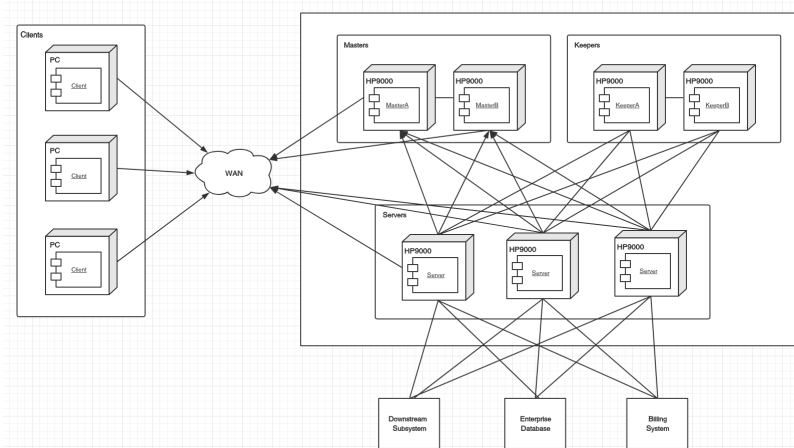 Clients
PC
Client
PC
Client
PC
Client
WAN
Masters
HP9000
MasterA
HP9000
MasterB
Keepers
HP9000
KeeperA
HP9000
KeeperB
Servers
HP9000
Server
HP9000
Server
HP9000
Server
Downstream
Subsystem
Enterprise
Database
Billing
System